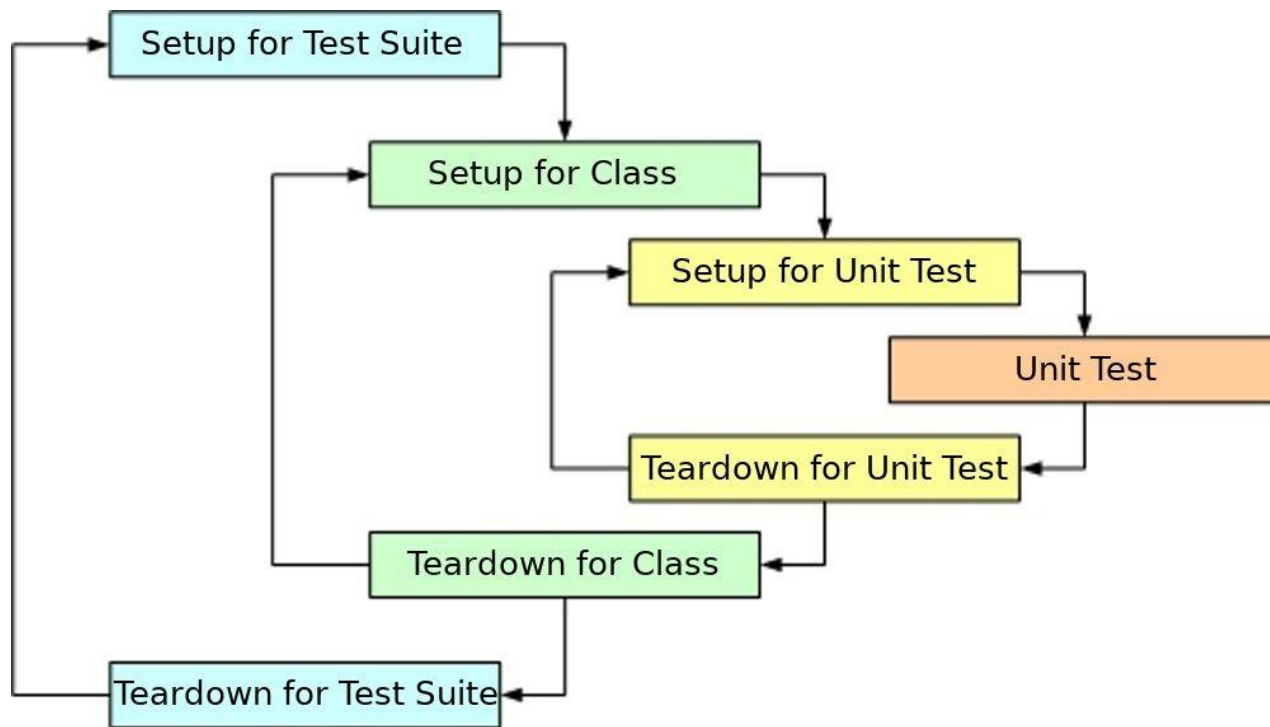 Setup for Test Suite
Setup for Class
Setup for Unit Test
Unit Test
Teardown for Unit Test
Teardown for Class
Teardown for Test Suite